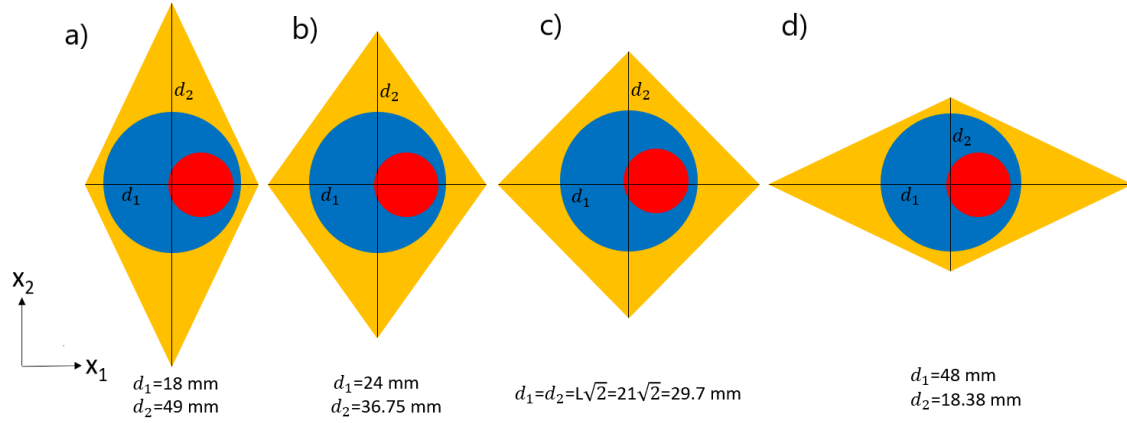 a)
b)
c)
d)
d₂
d₂
d₂
d₂
d₁
d₁
d₁
d₁
x₂
x₁
d₁=18 mm
d₂=49 mm
d₁=24 mm
d₂=36.75 mm
d₁=d₂=L√2=21√2=29.7 mm
d₁=48 mm
d₂=18.38 mm